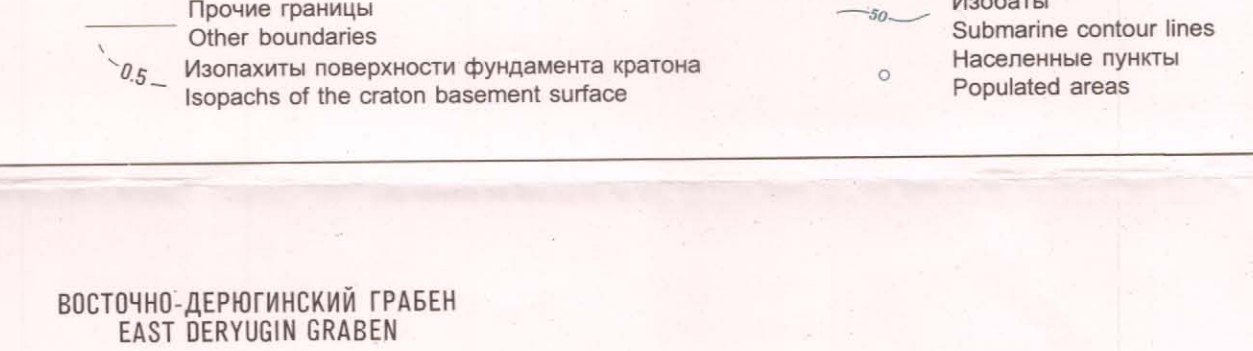 Прочие границы
Other boundaries
0.5
Изопахиты поверхности фундамента кратона
Isopachs of the craton basement surface
50
Изобаты
Submarine contour lines
Населенные пункты
Populated areas
ВОСТОЧНО-ДЕРЮГИНСКИЙ ГРАБЕН
EAST DERYUGIN GRABEN